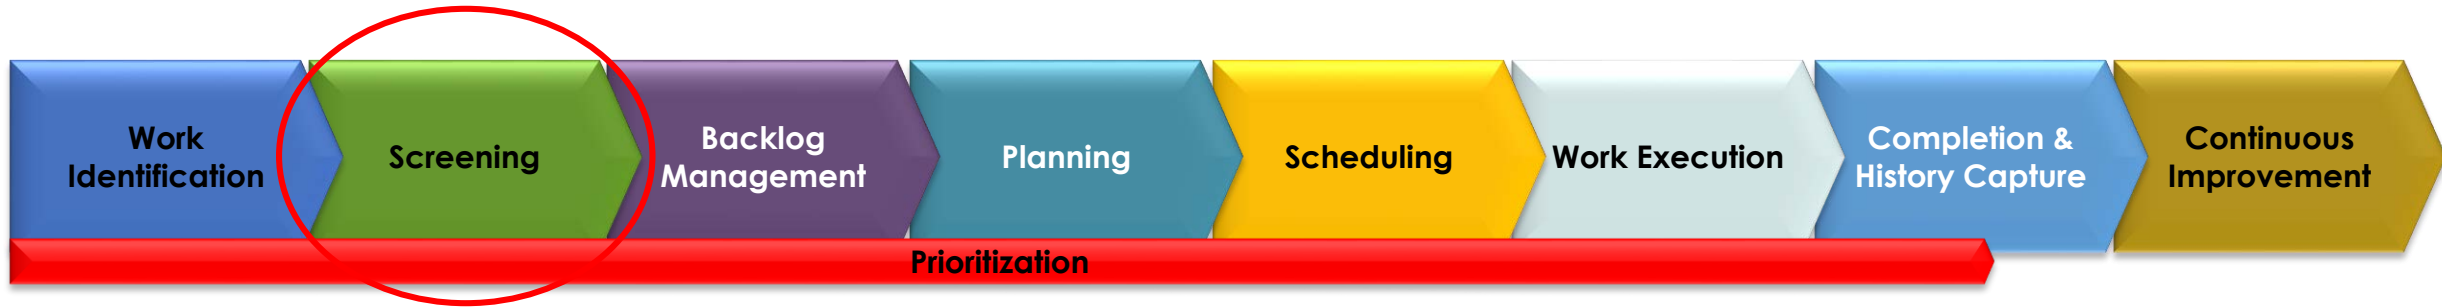 Work
Identification
Screening
Backlog
Management
Planning
Scheduling
Work Execution
Completion &
History Capture
Continuous
Improvement
Prioritization